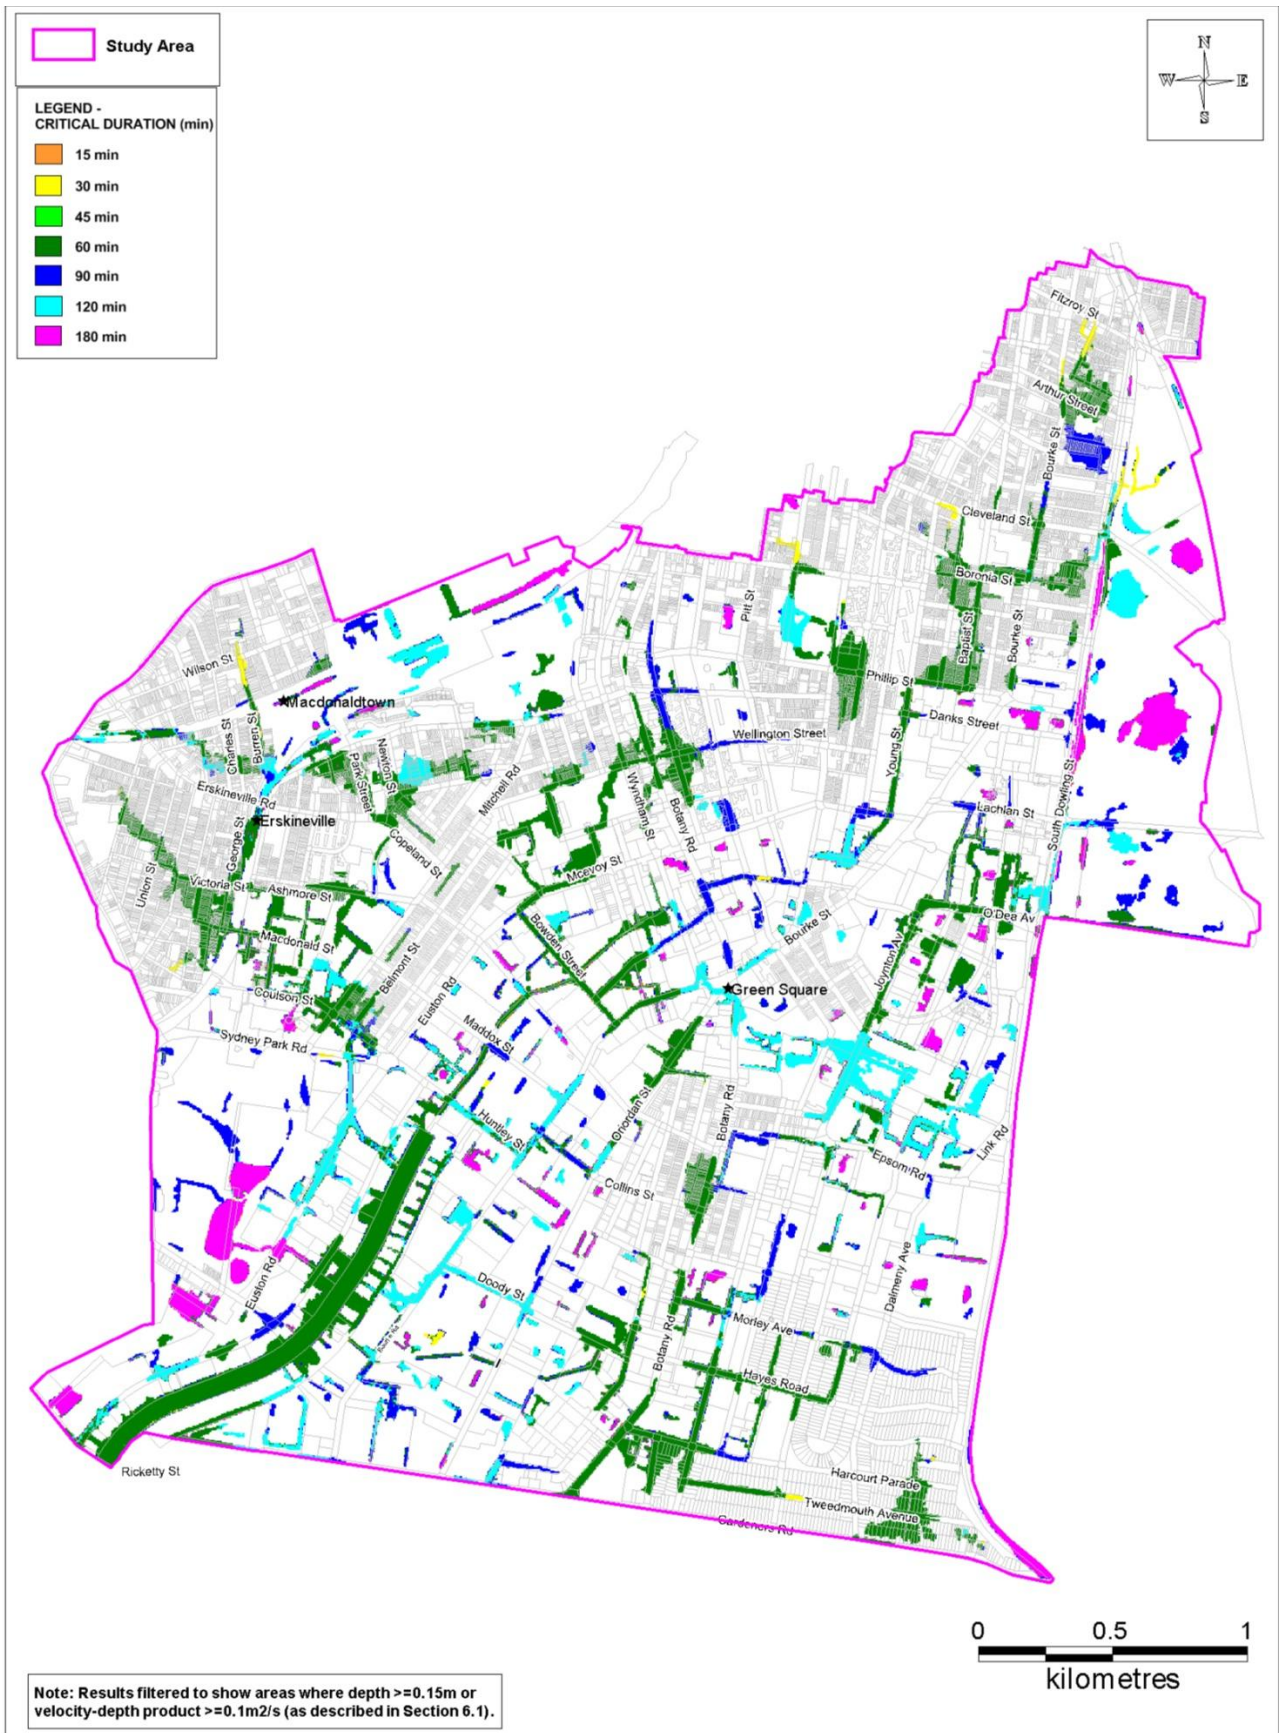 Study Area
N
W E
S
LEGEND -
CRITICAL DURATION (min)
15 min
30 min
45 min
60 min
90 min
120 min
180 min
Fitzroy St
Arthur Street
Bourke St
Cleveland St
Boronia St
Pitt St
Baptist St
Bourke St
Wilson St
Phillip St
Macdonaldtown
Danks Street
Charles St
Burren St
Wellington Street
Young St
Newton St
Park Street
Mitchell Rd
Erskineville Rd
Wyndham St
Botany Rd
Lachlan St
South Dowling St
Erskineville
George St
Copeland St
Mcevoy St
Union St
Victoria St
Ashmore St
O'Dea Av
Bowden Street
Bourke St
Macdonald St
Belmont St
Joynton Av
Green Square
Coulson St
Euston Rd
Sydney Park Rd
Maddox St
Huntley St
Oriordan St
Botany Rd
Link Rd
Epsom Rd
Collins St
Euston Rd
Doody St
Dalmeny Ave
Botany Rd
Morley Ave
Hayes Road
Ricketty St
Harcourt Parade
Tweedmouth Avenue
Gardeners Rd
0 0.5 1
kilometres
Note: Results filtered to show areas where depth >=0.15m or
velocity-depth product >=0.1m2/s (as described in Section 6.1).